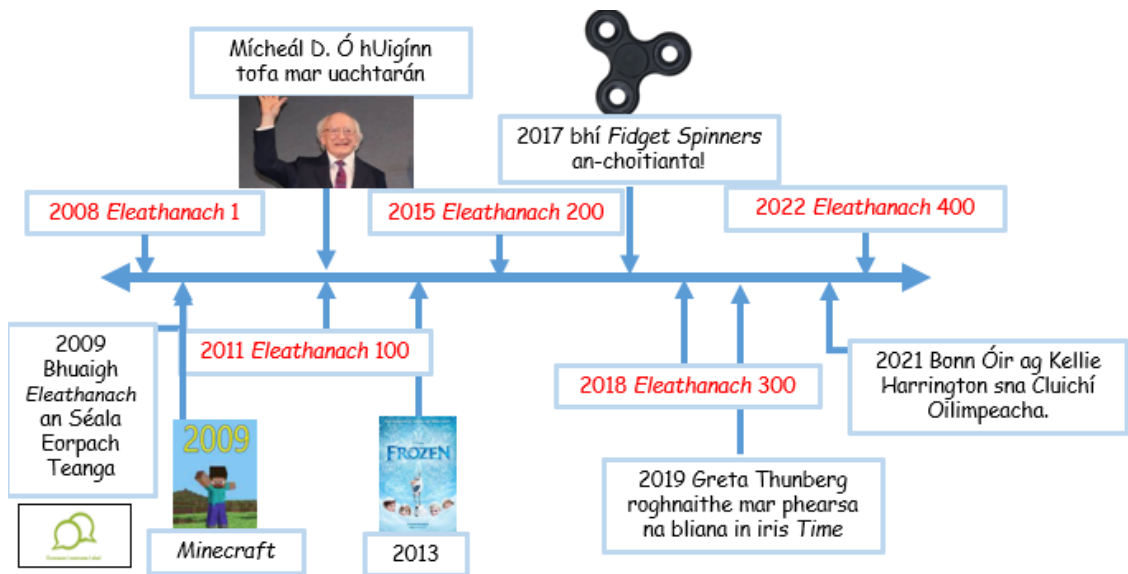 Mícheál D. Ó hUigínn
tofa mar uachtarán
2017 bhí Fidget Spinners
an-choitianta!
2008 Eleathanach 1
2015 Eleathanach 200
2022 Eleathanach 400
2009
Bhuaigh
Eleathanach
an Séala
Eorpach
Teanga
2011 Eleathanach 100
2018 Eleathanach 300
2021 Bonn Óir ag Kellie
Harrington sna Cluichí
Oilimpeacha.
2009
Minecraft
FROZEN
2013
2019 Greta Thunberg
roghnaithe mar phearsa
na bliana in iris Time